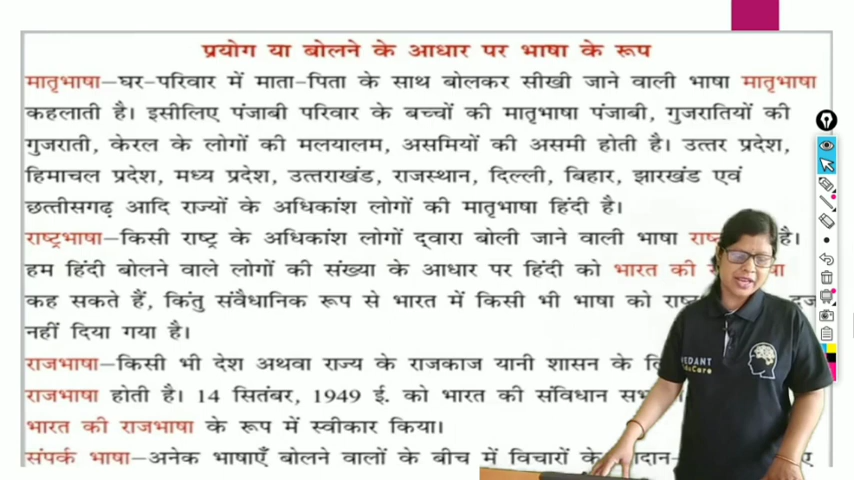 प्रयोग या बोलने के आधार पर भाषा के रूप
मातृभाषा–घर-परिवार में माता-पिता के साथ बोलकर सीखी जाने वाली भाषा मातृभाषा
कहलाती है। इसीलिए पंजाबी परिवार के बच्चों की मातृभाषा पंजाबी, गुजरातियों की
गुजराती, केरल के लोगों की मलयालम, असमियों की असमी होती है। उत्तर प्रदेश,
हिमाचल प्रदेश, मध्य प्रदेश, उत्तराखंड, राजस्थान, दिल्ली, बिहार, झारखंड एवं
छत्तीसगढ़ आदि राज्यों के अधिकांश लोगों की मातृभाषा हिंदी है।
राष्ट्रभाषा–किसी राष्ट्र के अधिकांश लोगों द्वारा बोली जाने वाली भाषा है।
हम हिंदी बोलने वाले लोगों की संख्या के आधार पर हिंदी को भारत की
कह सकते हैं, किंतु संवैधानिक रूप से भारत में किसी भी भाषा को
नहीं दिया गया है।
राजभाषा–किसी भी देश अथवा राज्य के राजकाज यानी शासन के
राजभाषा होती है। 14 सितंबर, 1949 ई. को भारत की संविधान
भारत की राजभाषा के रूप में स्वीकार किया।
संपर्क भाषा–अनेक भाषाएँ बोलने वालों के बीच में विचारों के
VEDANT
EduCare